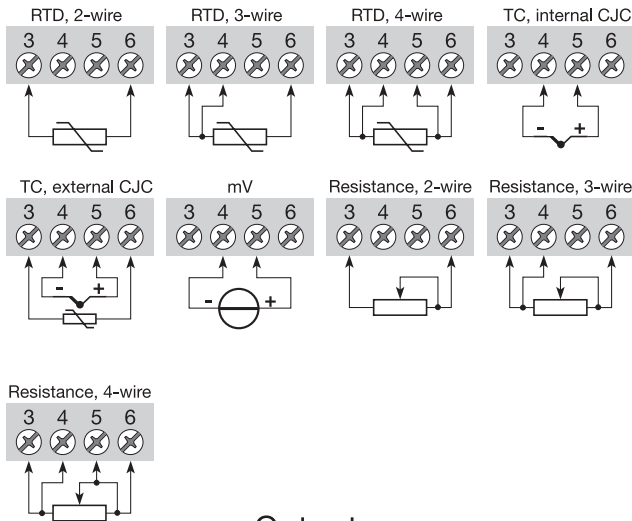 RTD, 2-wire
3 4 5 6
RTD, 3-wire
3 4 5 6
RTD, 4-wire
3 4 5 6
TC, internal CJC
3 4 5 6
- +
TC, external CJC
3 4 5 6
- +
mV
3 4 5 6
- +
Resistance, 2-wire
3 4 5 6
Resistance, 3-wire
3 4 5 6
Resistance, 4-wire
3 4 5 6